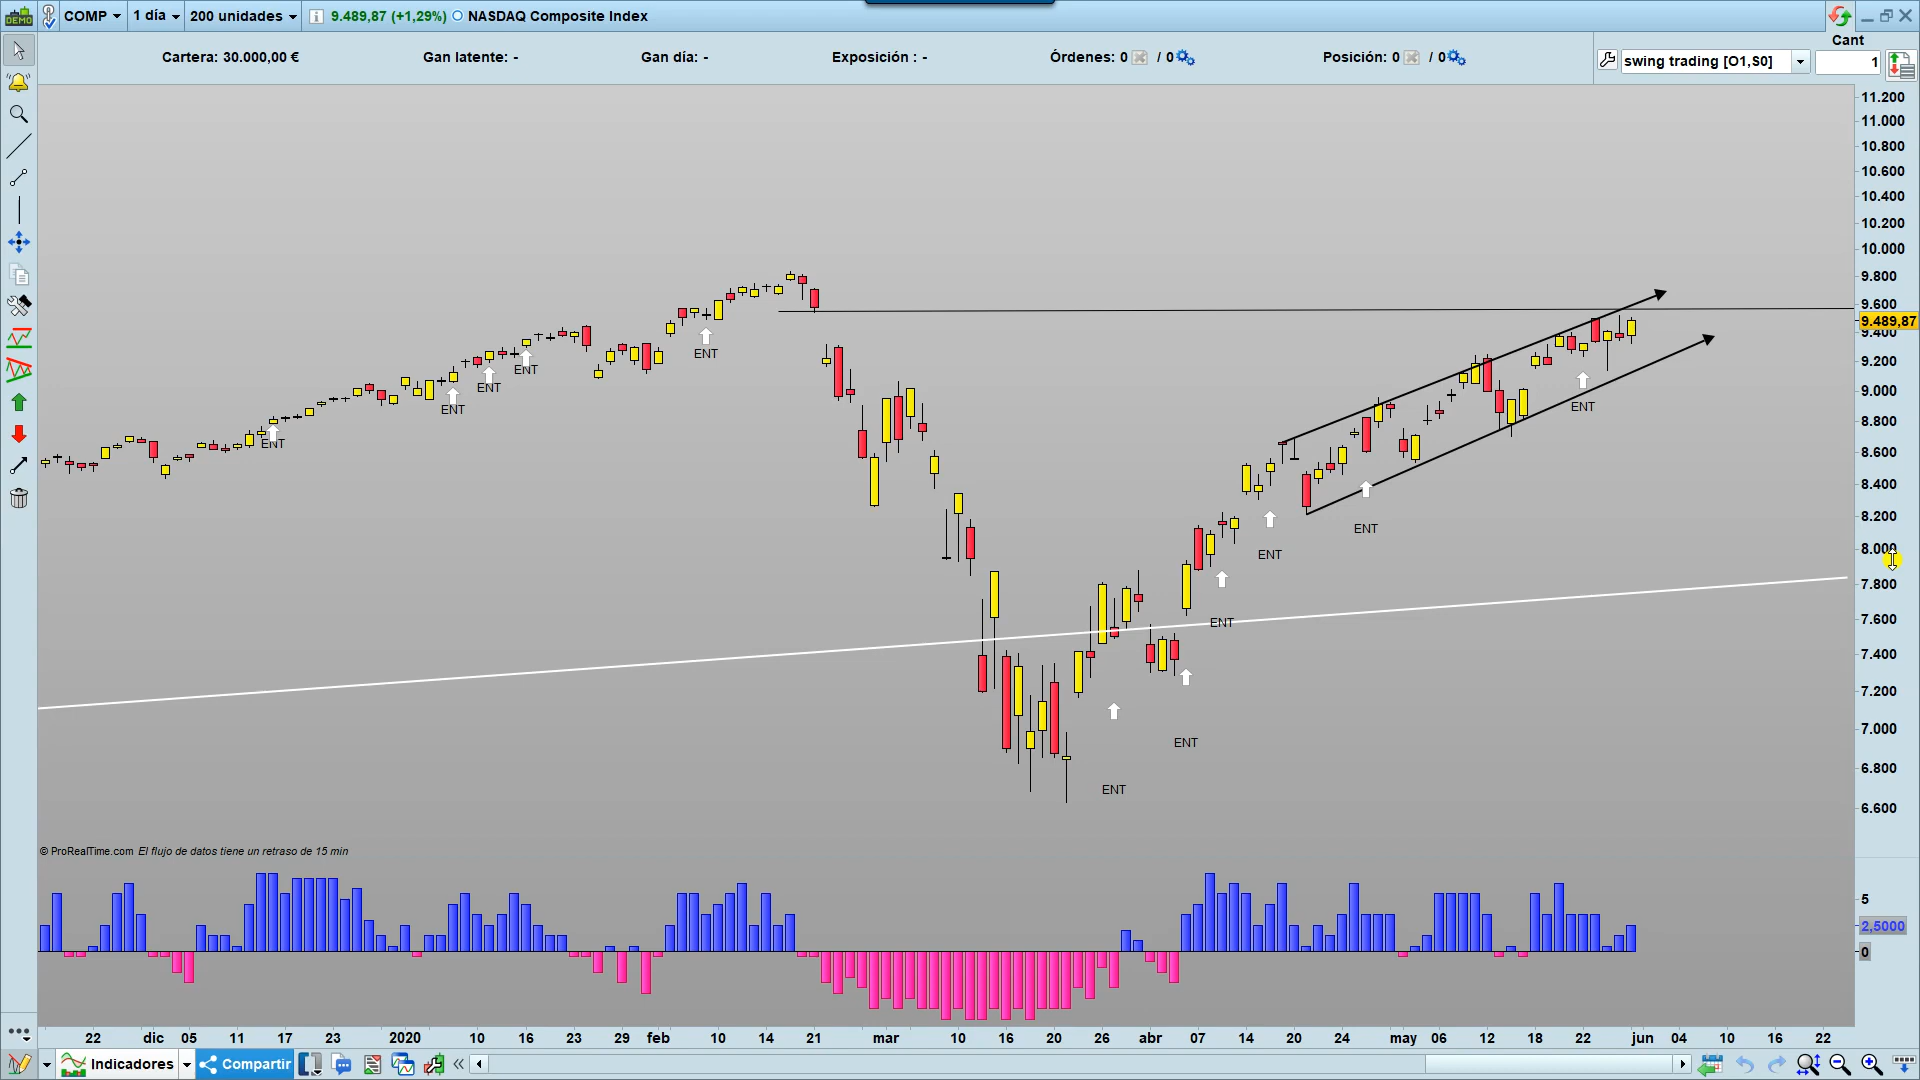 DEMO COMP 1 día 200 unidades 9.489,87 (+1,29%) NASDAQ Composite Index
Cartera: 30.000,00 € Gan latente: - Gan día: - Exposición : - Órdenes: 0 / 0 Posición: 0 / 0 swing trading [O1,S0] Cant 1
11.200
11.000
10.800
10.600
10.400
10.200
10.000
9.800
9.600
9.489,87
9.400
9.200
9.000
8.800
8.600
8.400
8.200
8.000
7.800
7.600
7.400
7.200
7.000
6.800
6.600
ENT
ENT
ENT
ENT
ENT
ENT
ENT
ENT
ENT
ENT
ENT
ENT
© ProRealTime.com El flujo de datos tiene un retraso de 15 min
5
2,5000
0
22 dic 05 11 17 23 2020 10 16 23 29 feb 10 14 21 mar 10 16 20 26 abr 07 14 20 24 may 06 12 22 jun 04 10 16 22
Indicadores Compartir